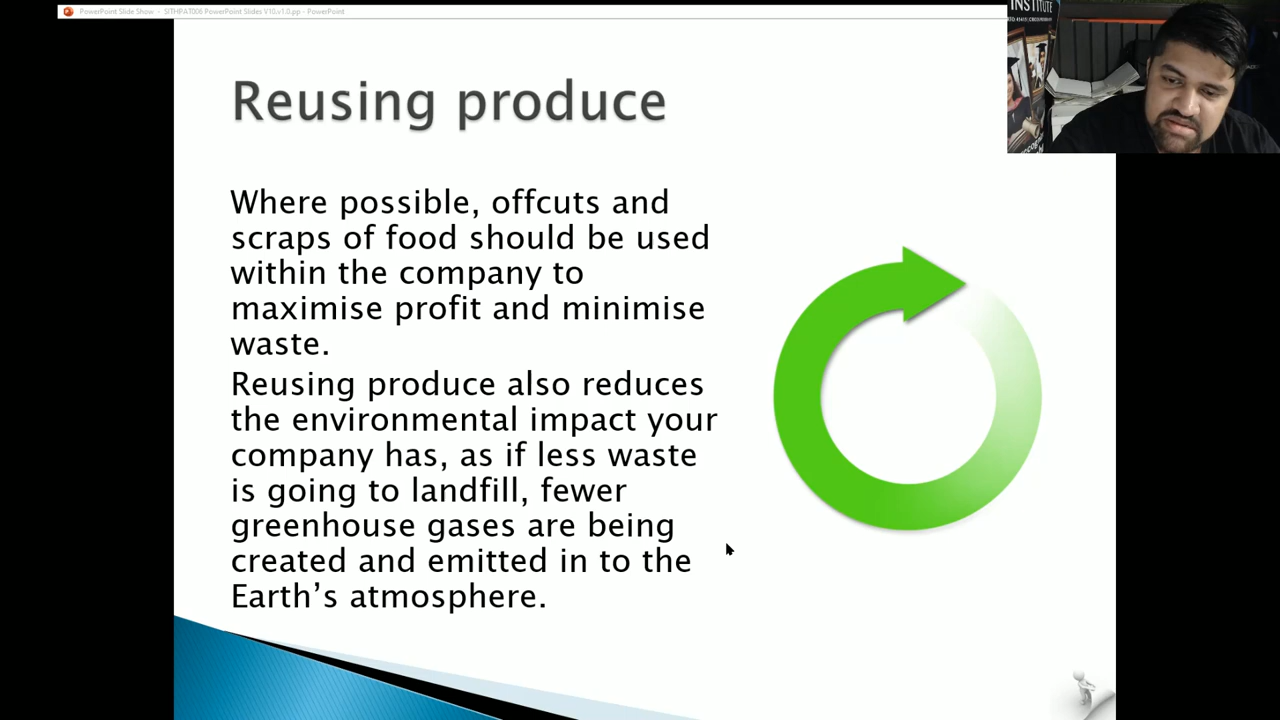 PowerPoint Slide Show - SITHPAT006 PowerPoint Slides V10.v1.0.pp - PowerPoint
INSTITUTE
Reusing produce
Where possible, offcuts and
scraps of food should be used
within the company to
maximise profit and minimise
waste.
Reusing produce also reduces
the environmental impact your
company has, as if less waste
is going to landfill, fewer
greenhouse gases are being
created and emitted in to the
Earth’s atmosphere.